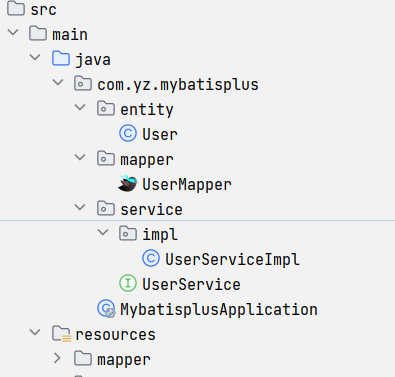 src
main
java
com.yz.mybatisplus
entity
User
mapper
UserMapper
service
impl
UserServiceImpl
UserService
MybatisplusApplication
resources
mapper